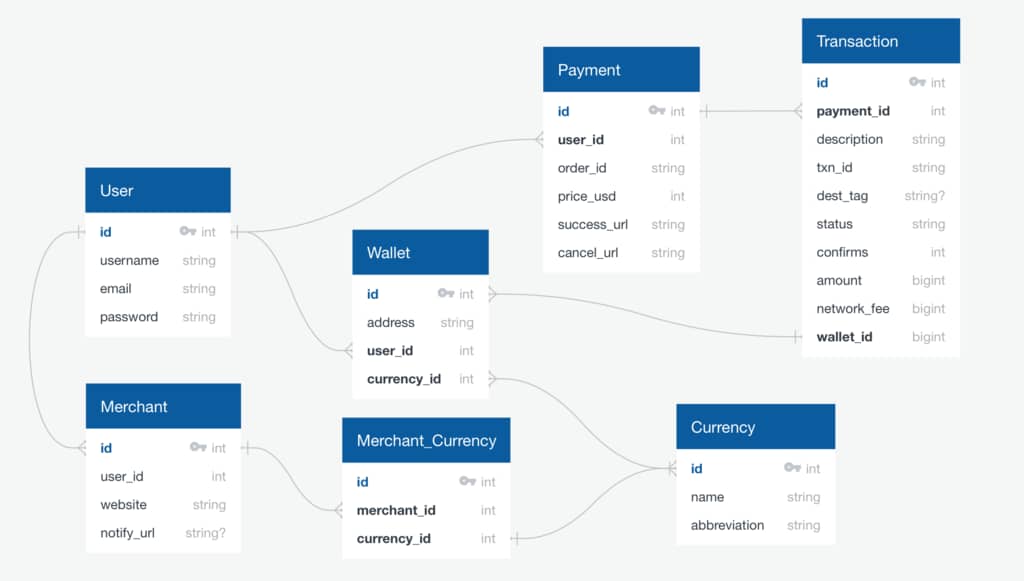 User
id int
username string
email string
password string
Merchant
id int
user_id int
website string
notify_url string?
Wallet
id int
address string
user_id int
currency_id int
Merchant_Currency
id int
merchant_id int
currency_id int
Payment
id int
user_id int
order_id string
price_usd int
success_url string
cancel_url string
Transaction
id int
payment_id int
description string
txn_id string
dest_tag string?
status string
confirms int
amount bigint
network_fee bigint
wallet_id bigint
Currency
id int
name string
abbreviation string